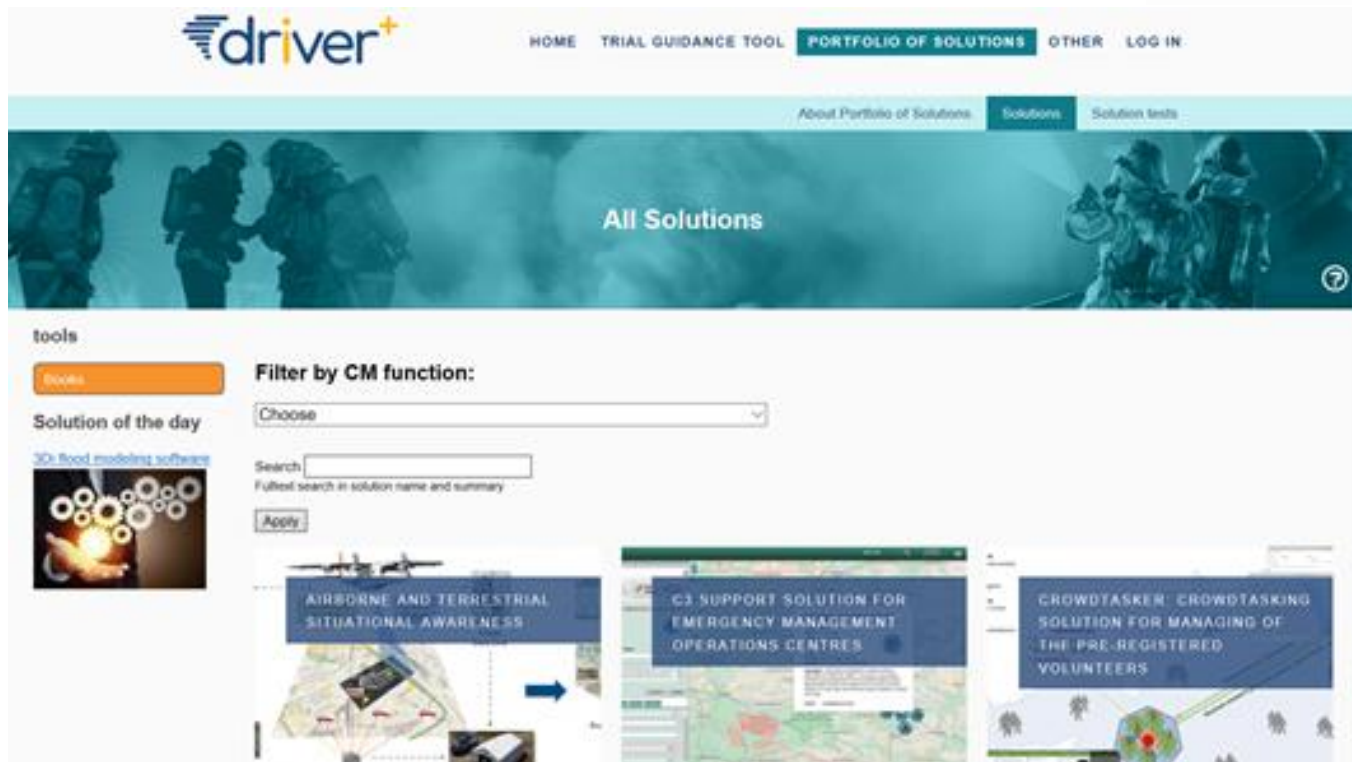 driver+
HOME TRIAL GUIDANCE TOOL PORTFOLIO OF SOLUTIONS OTHER LOG IN
About Portfolio of Solutions Solutions Solution tests
All Solutions
?
tools
Books
Filter by CM function:
Choose
Solution of the day
3Di flood modeling software
Search
Fulltext search in solution name and summary
Apply
AIRBORNE AND TERRESTRIAL
SITUATIONAL AWARENESS
C3 SUPPORT SOLUTION FOR
EMERGENCY MANAGEMENT
OPERATIONS CENTRES
CROWDTASKER CROWDTASKING
SOLUTION FOR MANAGING OF
THE PRE-REGISTERED
VOLUNTEERS